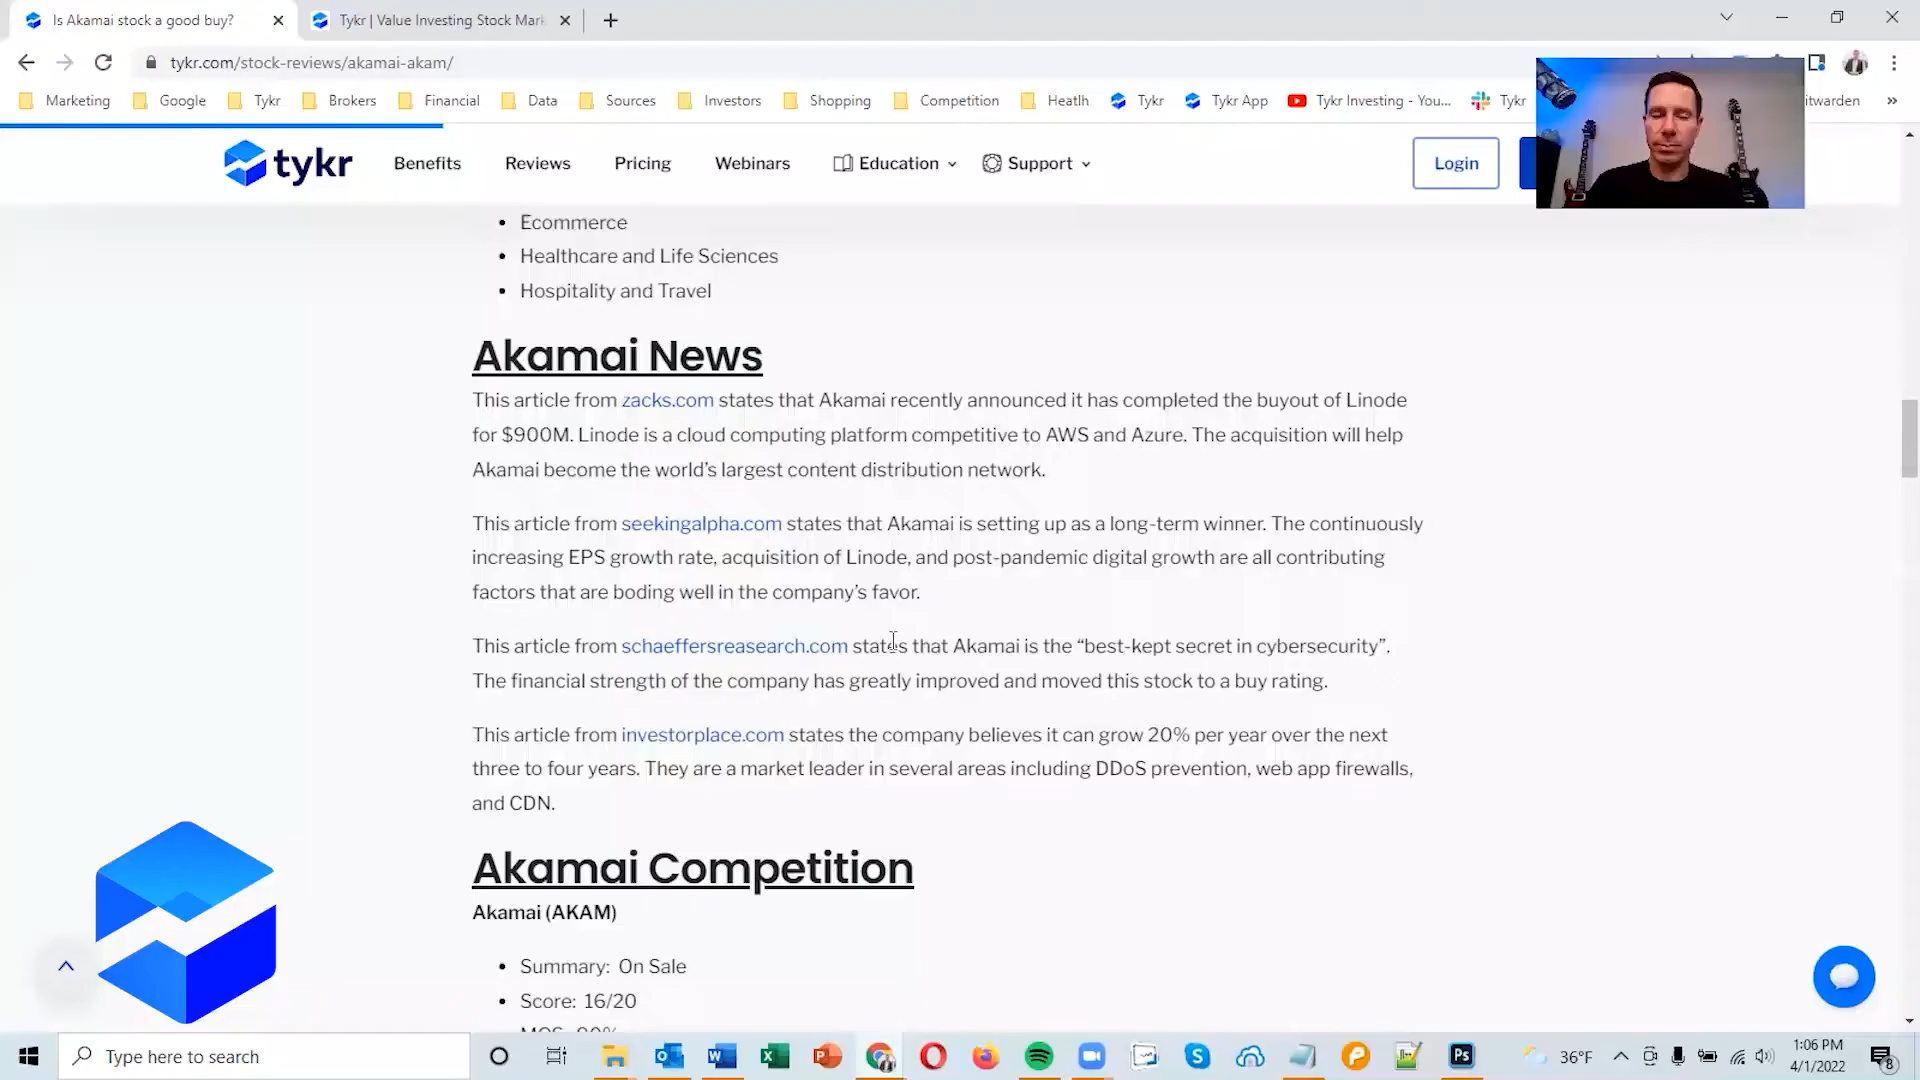 Is Akamai stock a good buy?
Tykr | Value Investing Stock Mark
tykr.com/stock-reviews/akamai-akam/
Marketing Google Tykr Brokers Financial Data Sources Investors Shopping Competition Heatlh Tykr Tykr App Tykr Investing - You... Tykr itwarden »
tykr Benefits Reviews Pricing Webinars Education Support Login
• Ecommerce
• Healthcare and Life Sciences
• Hospitality and Travel
Akamai News
This article from zacks.com states that Akamai recently announced it has completed the buyout of Linode
for $900M. Linode is a cloud computing platform competitive to AWS and Azure. The acquisition will help
Akamai become the world's largest content distribution network.
This article from seekingalpha.com states that Akamai is setting up as a long-term winner. The continuously
increasing EPS growth rate, acquisition of Linode, and post-pandemic digital growth are all contributing
factors that are boding well in the company's favor.
This article from schaeffersreasearch.com states that Akamai is the “best-kept secret in cybersecurity”.
The financial strength of the company has greatly improved and moved this stock to a buy rating.
This article from investorplace.com states the company believes it can grow 20% per year over the next
three to four years. They are a market leader in several areas including DDoS prevention, web app firewalls,
and CDN.
Akamai Competition
Akamai (AKAM)
• Summary: On Sale
• Score: 16/20
Type here to search
36°F
1:06 PM
4/1/2022
8